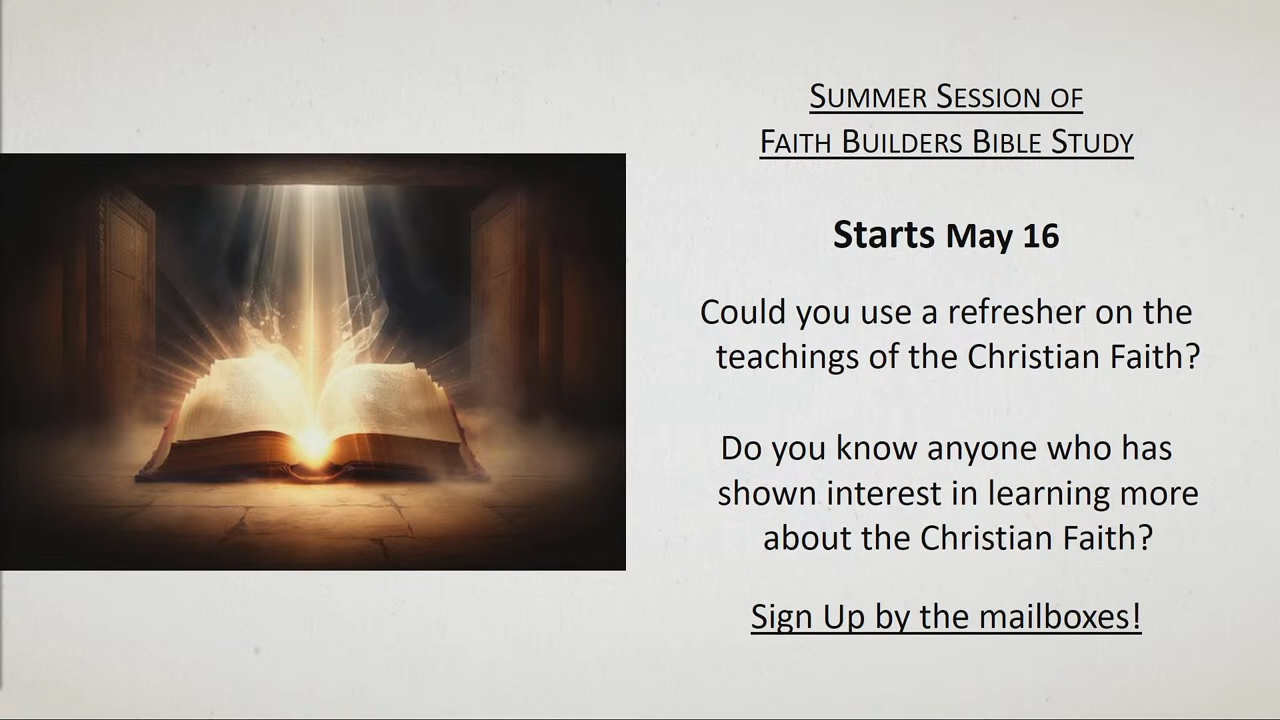 Summer Session of
Faith Builders Bible Study
Starts May 16
Could you use a refresher on the
teachings of the Christian Faith?
Do you know anyone who has
shown interest in learning more
about the Christian Faith?
Sign Up by the mailboxes!